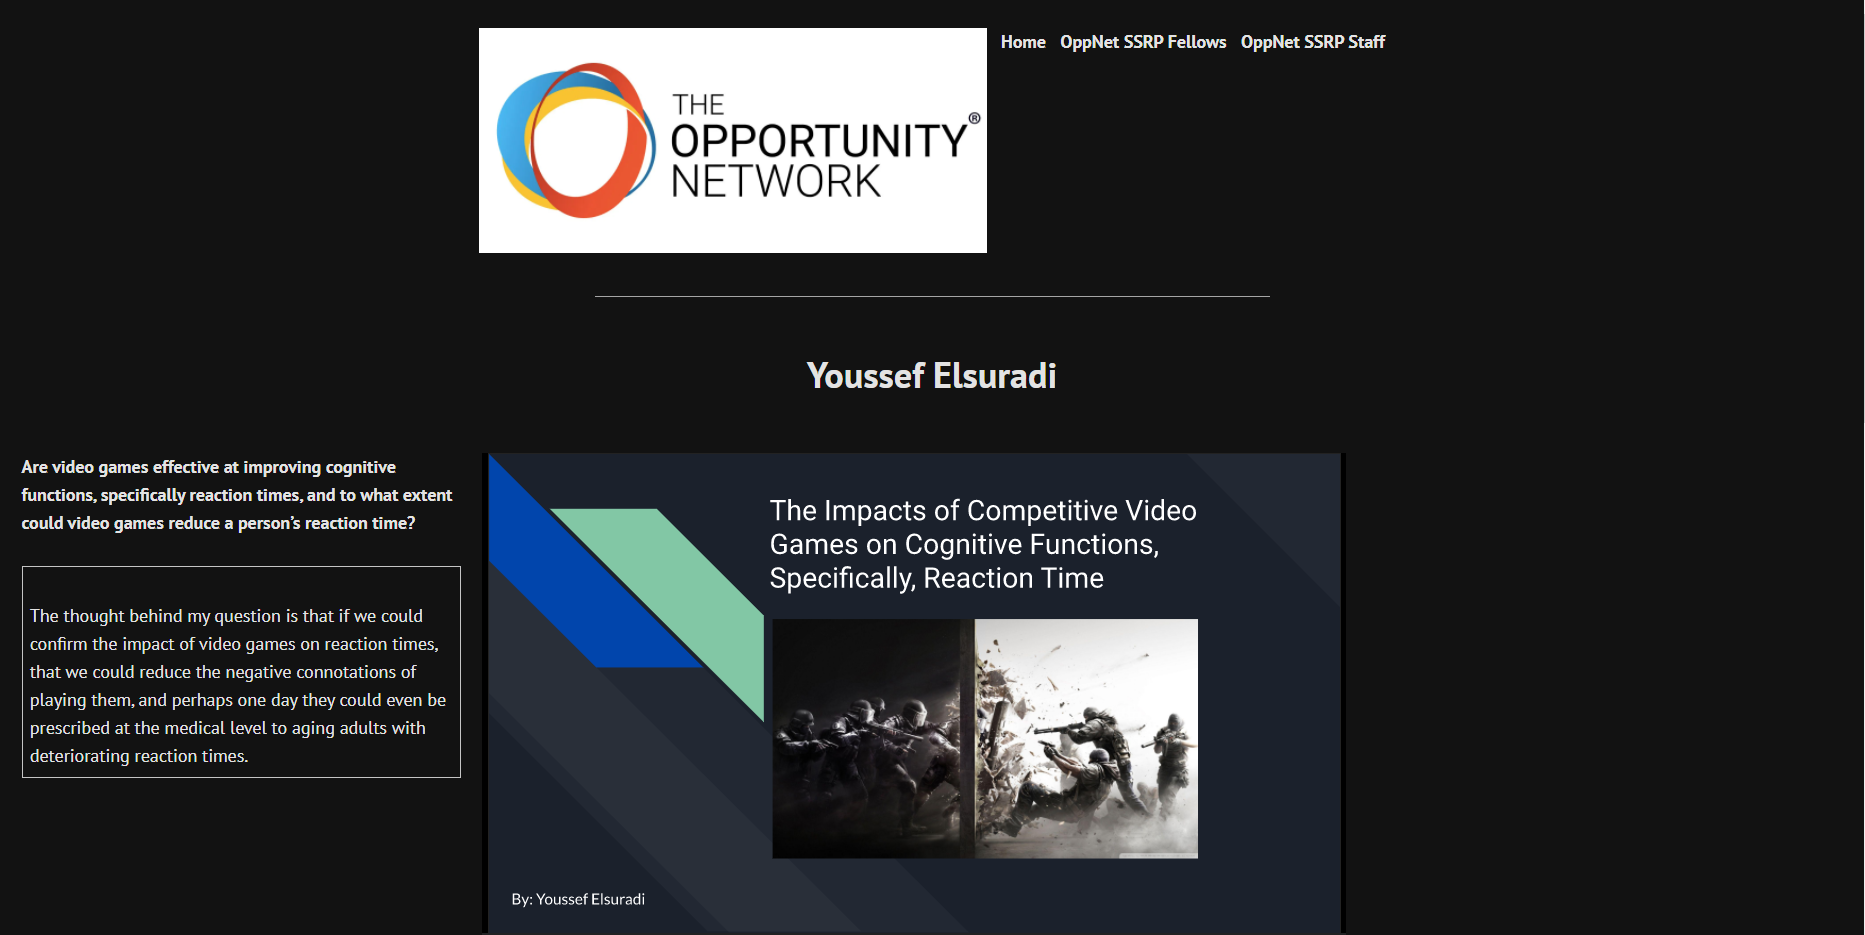 THE
OPPORTUNITY®
NETWORK
Home OppNet SSRP Fellows OppNet SSRP Staff
Youssef Elsuradi
Are video games effective at improving cognitive
functions, specifically reaction times, and to what extent
could video games reduce a person’s reaction time?
The thought behind my question is that if we could
confirm the impact of video games on reaction times,
that we could reduce the negative connotations of
playing them, and perhaps one day they could even be
prescribed at the medical level to aging adults with
deteriorating reaction times.
The Impacts of Competitive Video
Games on Cognitive Functions,
Specifically, Reaction Time
By: Youssef Elsuradi